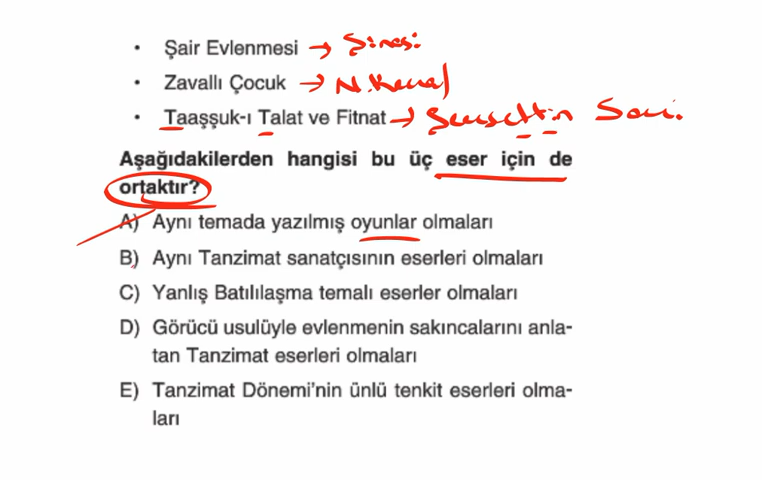 • Şair Evlenmesi → Şinasi
• Zavallı Çocuk → N. Kemal
• Taaşşuk-ı Talat ve Fitnat → Şemsettin Sami.
Aşağıdakilerden hangisi bu üç eser için de
ortaktır?
A) Aynı temada yazılmış oyunlar olmaları
B) Aynı Tanzimat sanatçısının eserleri olmaları
C) Yanlış Batılılaşma temalı eserler olmaları
D) Görücü usulüyle evlenmenin sakıncalarını anla-
tan Tanzimat eserleri olmaları
E) Tanzimat Dönemi'nin ünlü tenkit eserleri olma-
ları